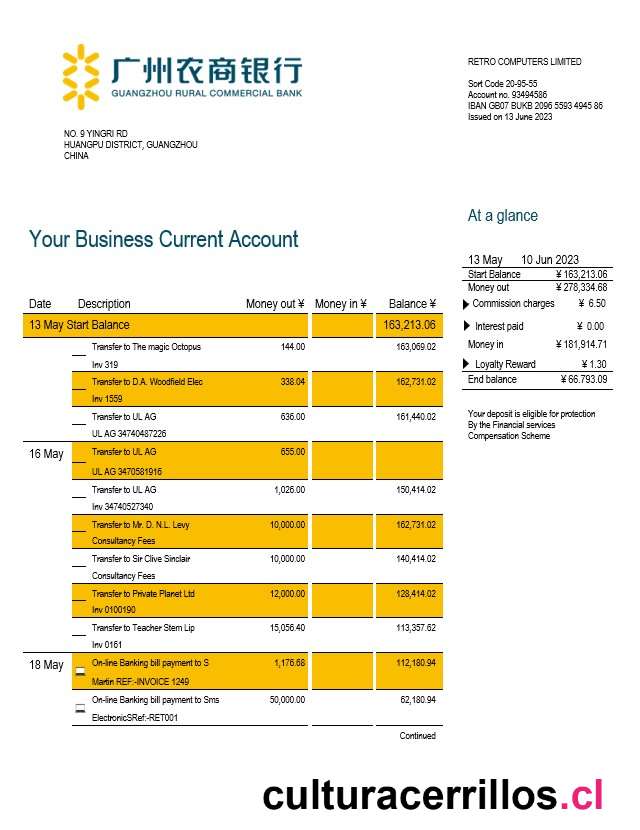 广州农商银行
GUANGZHOU RURAL COMMERCIAL BANK
RETRO COMPUTERS LIMITED
Sort Code 20-95-55
Account no. 93494586
IBAN GB07 BUKB 2096 5593 4945 86
Issued on 13 June 2023
NO. 9 YINGRI RD
HUANGPU DISTRICT, GUANGZHOU
CHINA
At a glance
Your Business Current Account
13 May 10 Jun 2023
Start Balance ¥ 163,213.06
Money out ¥ 278,334.68
Commission charges ¥ 6.50
Interest paid ¥ 0.00
Money in ¥ 181,914.71
Loyalty Reward ¥ 1.30
End balance ¥ 66.793.09
Your deposit is eligible for protection
By the Financial services
Compensation Scheme
Date Description Money out ¥ Money in ¥ Balance ¥
13 May Start Balance 163,213.06
Transfer to The magic Octopus 144.00 163,069.02
Inv 319
Transfer to D.A. Woodfield Elec 338.04 162,731.02
Inv 1559
Transfer to UL AG 636.00 161,440.02
UL AG 34740487226
16 May Transfer to UL AG 655.00
UL AG 3470581916
Transfer to UL AG 1,026.00 150,414.02
Inv 34740527340
Transfer to Mr. D. N.L. Levy 10,000.00 162,731.02
Consultancy Fees
Transfer to Sir Clive Sinclair 10,000.00 140,414.02
Consultancy Fees
Transfer to Private Planet Ltd 12,000.00 128,414.02
Inv 0100190
Transfer to Teacher Stem Lip 15,056.40 113,357.62
Inv 0161
18 May On-line Banking bill payment to S 1,176.68 112,180.94
Martin REF:-INVOICE 1249
On-line Banking bill payment to Sms 50,000.00 62,180.94
ElectronicSRef:-RET001
Continued
culturacerrillos.cl